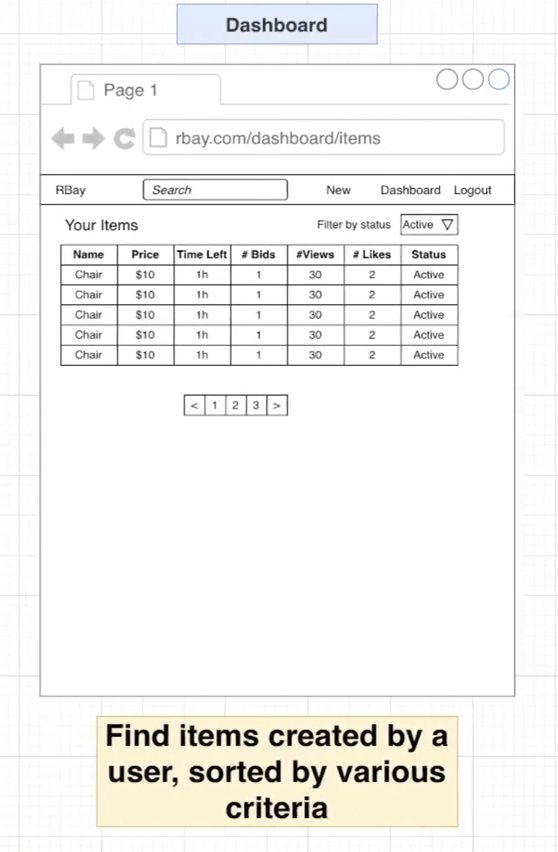 Dashboard
Page 1
rbay.com/dashboard/items
RBay Search New Dashboard Logout
Your Items Filter by status Active
Name Price Time Left # Bids #Views # Likes Status
Chair $10 1h 1 30 2 Active
Chair $10 1h 1 30 2 Active
Chair $10 1h 1 30 2 Active
Chair $10 1h 1 30 2 Active
Chair $10 1h 1 30 2 Active
< 1 2 3 >
Find items created by a
user, sorted by various
criteria